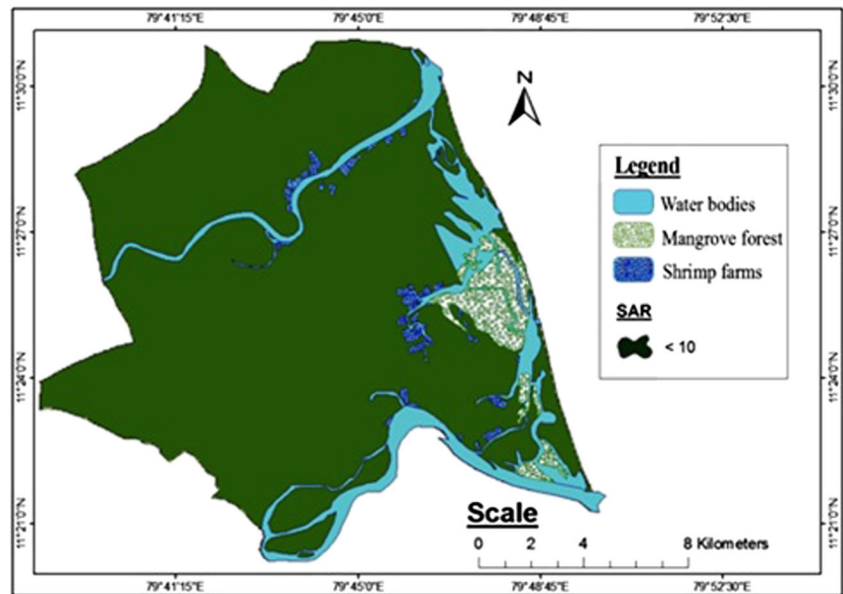 79°41'15"E 79°45'0"E 79°48'45"E 79°52'30"E
11°30'0"N 11°30'0"N
N
Legend
Water bodies
Mangrove forest
Shrimp farms
SAR
< 10
11°27'0"N 11°27'0"N
11°24'0"N 11°24'0"N
11°21'0"N 11°21'0"N
Scale
0 2 4 8 Kilometers
79°41'15"E 79°45'0"E 79°48'45"E 79°52'30"E